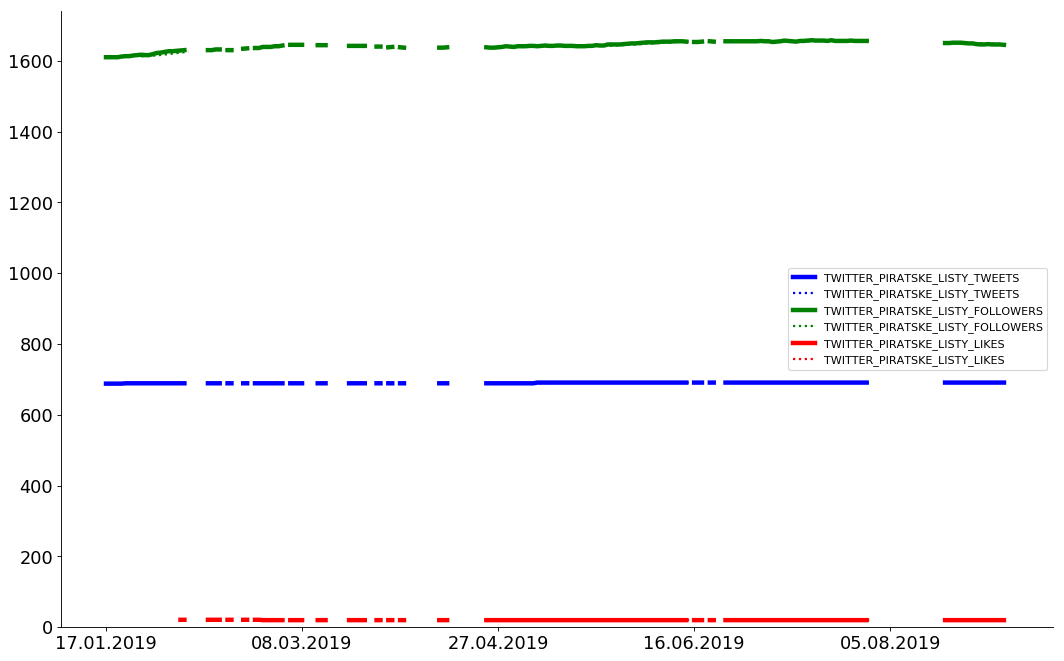 1600
1400
1200
1000
800
600
400
200
0
17.01.2019 08.03.2019 27.04.2019 16.06.2019 05.08.2019
TWITTER_PIRATSKE_LISTY_TWEETS
TWITTER_PIRATSKE_LISTY_TWEETS
TWITTER_PIRATSKE_LISTY_FOLLOWERS
TWITTER_PIRATSKE_LISTY_FOLLOWERS
TWITTER_PIRATSKE_LISTY_LIKES
TWITTER_PIRATSKE_LISTY_LIKES